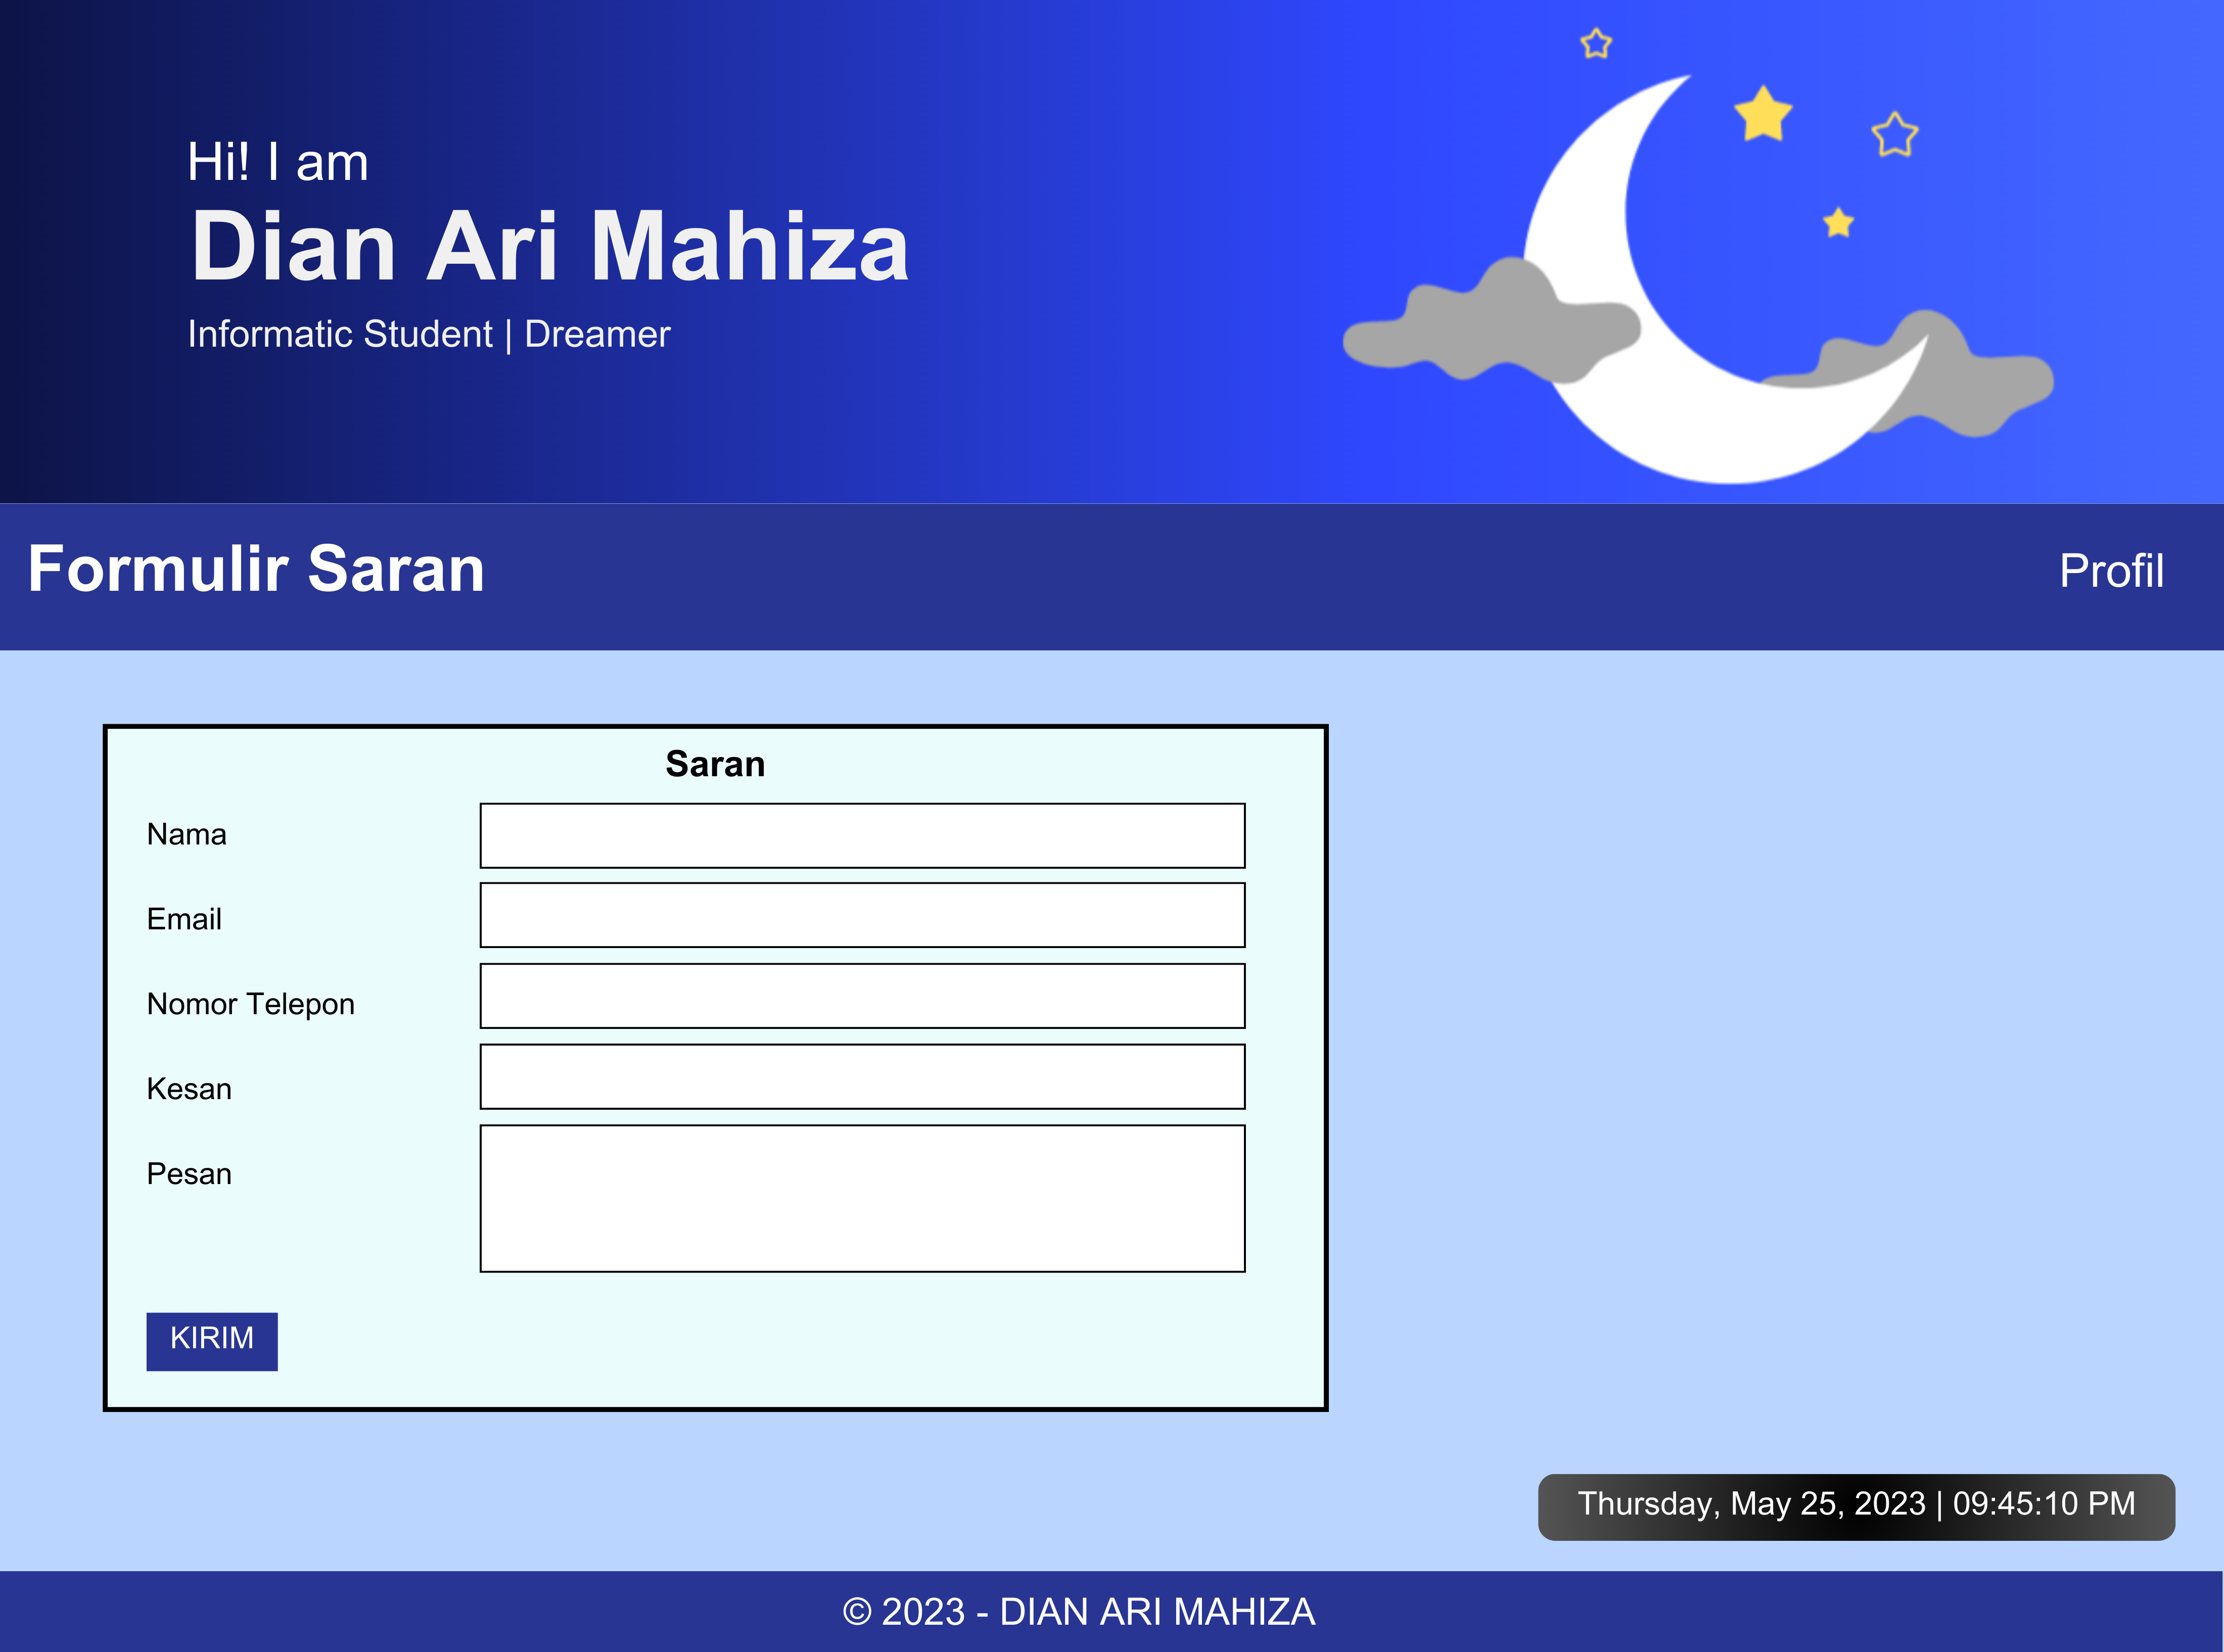 Hi! I am
Dian Ari Mahiza
Informatic Student | Dreamer
Formulir Saran
Profil
Saran
Nama
Email
Nomor Telepon
Kesan
Pesan
KIRIM
Thursday, May 25, 2023 | 09:45:10 PM
© 2023 - DIAN ARI MAHIZA